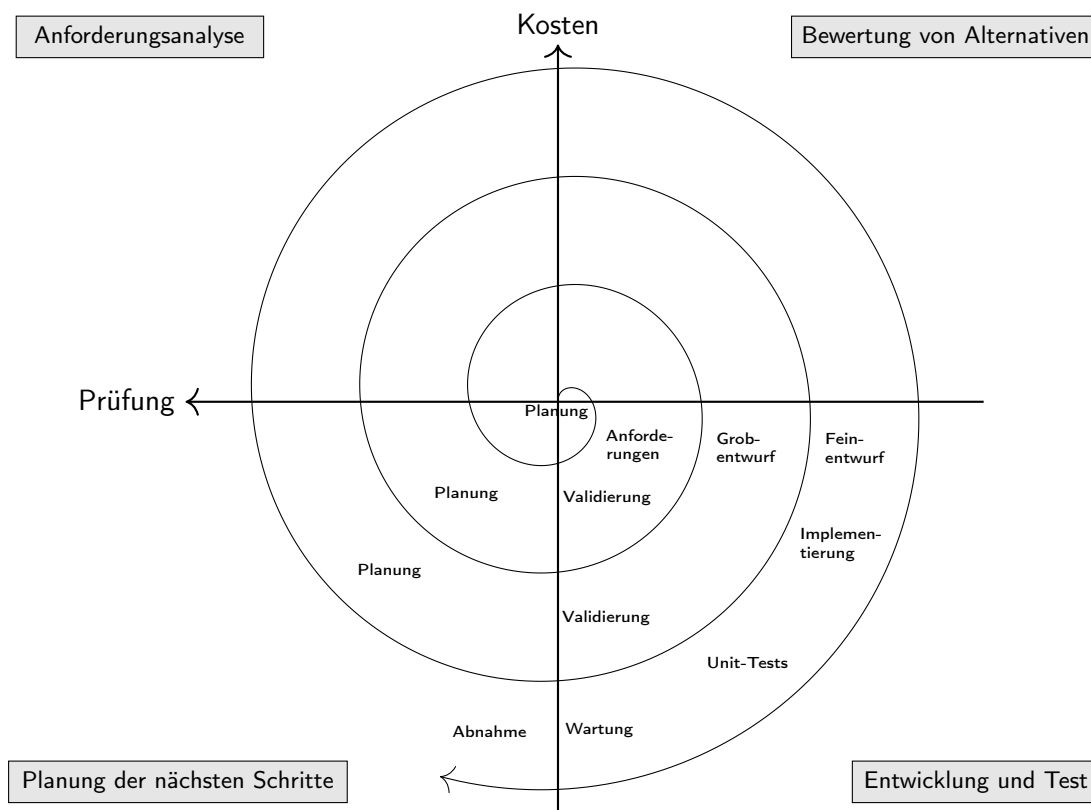 Anforderungsanalyse
Kosten
Bewertung von Alternativen
Prüfung
Planung
Anforde-
rungen
Grob-
entwurf
Fein-
entwurf
Planung
Validierung
Implemen-
tierung
Planung
Validierung
Unit-Tests
Abnahme
Wartung
Planung der nächsten Schritte
Entwicklung und Test